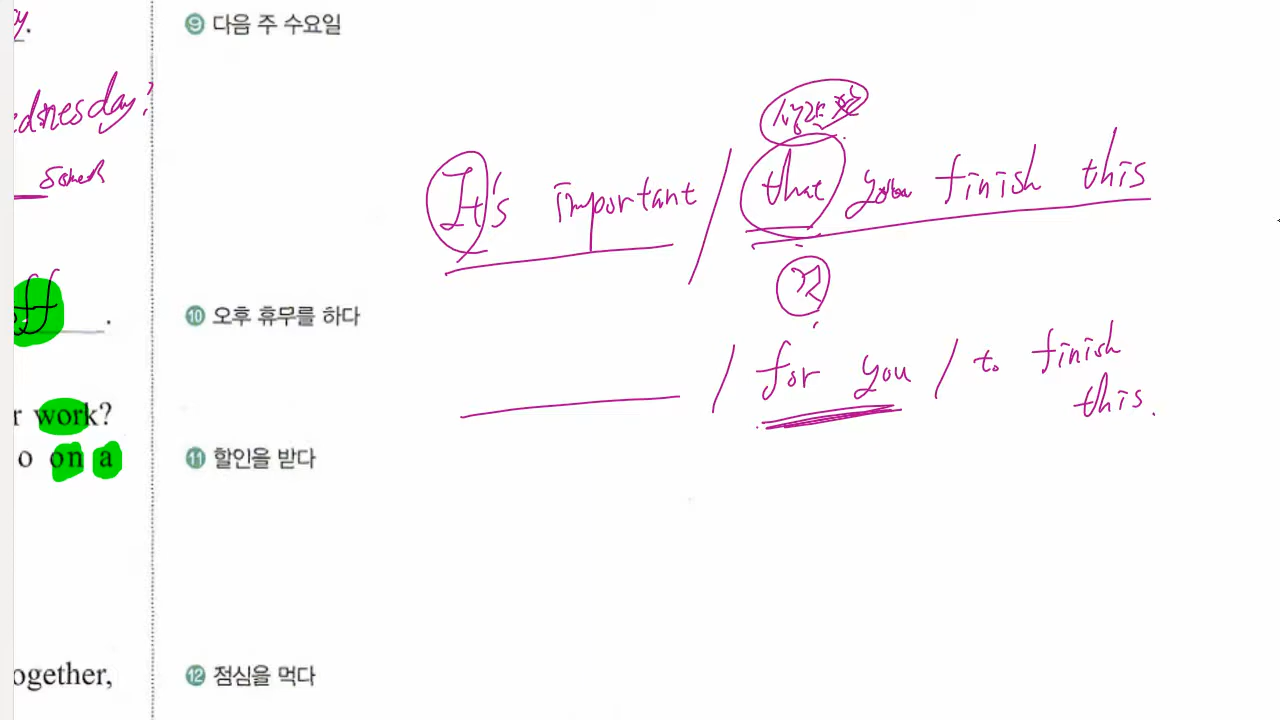 y.
⑨ 다음 주 수요일
ednesday?
It's important / that you finish this
것
ff .
⑩ 오후 휴무를 하다
/ for you / to finish
this.
r work?
o on a
⑪ 할인을 받다
ogether,
⑫ 점심을 먹다